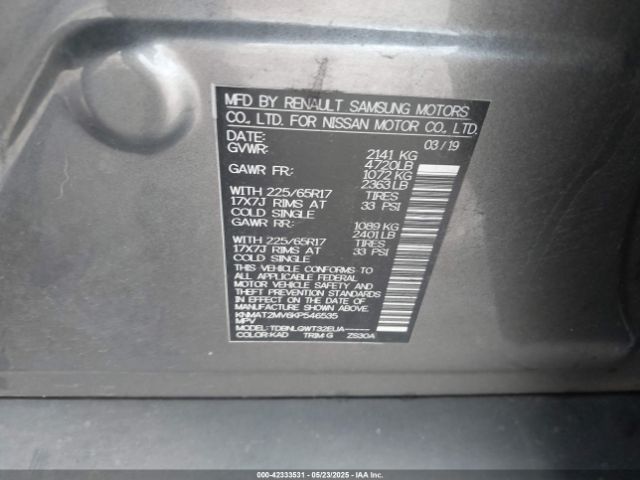 MFD BY RENAULT SAMSUNG MOTORS
CO., LTD. FOR NISSAN MOTOR CO., LTD.
DATE: 03/19
GVWR: 2141 KG
4720LB
GAWR FR: 1072 KG
2363 LB
WITH 225/65R17 TIRES
17X7J RIMS AT 33 PSI
COLD SINGLE
GAWR RR: 1089 KG
2401 LB
WITH 225/65R17 TIRES
17X7J RIMS AT 33 PSI
COLD SINGLE
THIS VEHICLE CONFORMS TO
ALL APPLICABLE FEDERAL
MOTOR VEHICLE SAFETY AND
THEFT PREVENTION STANDARDS
IN EFFECT ON THE DATE OF
MANUFACTURE SHOWN ABOVE.
KNMAT2MV6KP546535
MPV
MODEL: TDBNLGWT32EUA-----
COLOR: KAD TRIM: G ZS30A
000-42333531 - 05/23/2025 - IAA, Inc.